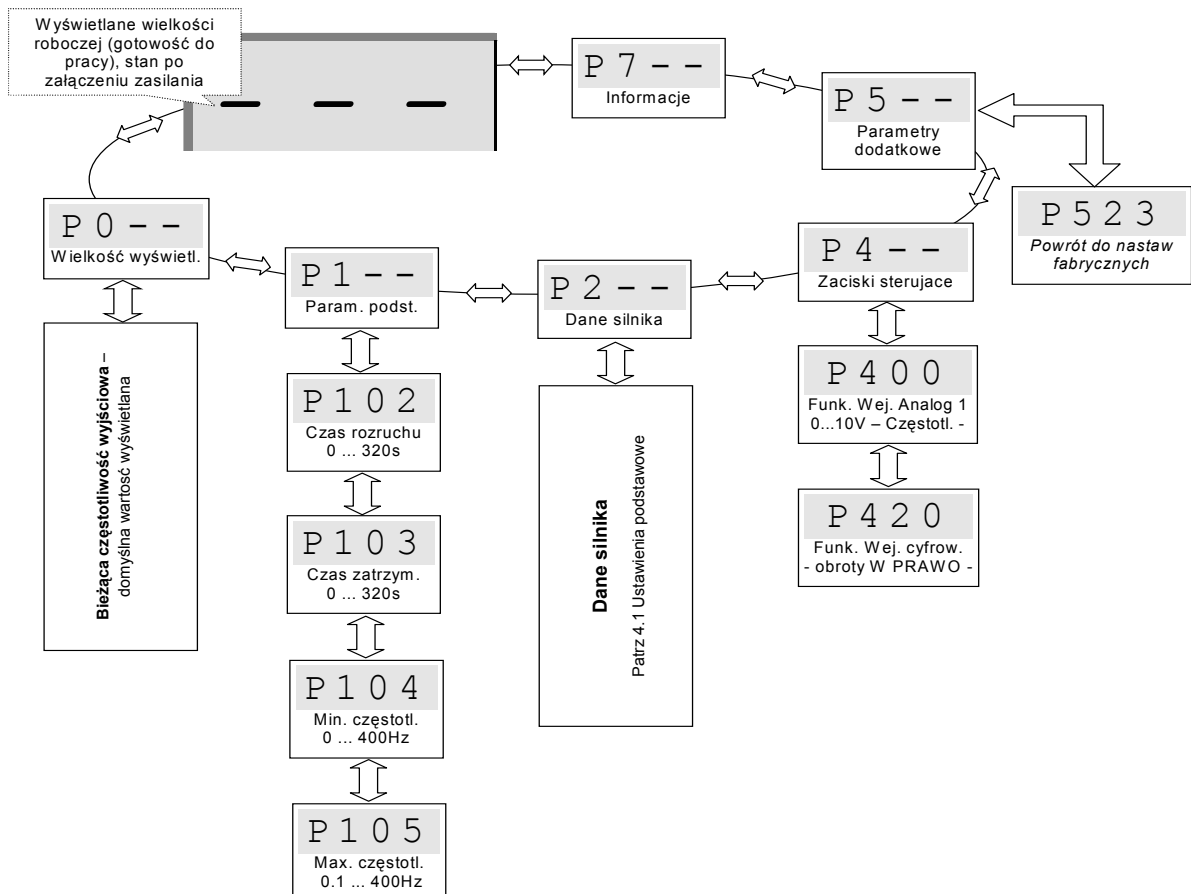 Wyświetlane wielkości
roboczej (gotowość do
pracy), stan po
załączeniu zasilania
— — —
P 7 - -
Informacje
P 5 - -
Parametry
dodatkowe
P 5 2 3
Powrót do nastaw
fabrycznych
P 0 - -
Wielkość wyświetl.
P 1 - -
Param. podst.
P 2 - -
Dane silnika
P 4 - -
Zaciski sterujace
Bieżąca częstotliwość wyjściowa –
domyślna wartość wyświetlana
P 1 0 2
Czas rozruchu
0 ... 320s
P 1 0 3
Czas zatrzym.
0 ... 320s
P 1 0 4
Min. częstotl.
0 ... 400Hz
P 1 0 5
Max. częstotl.
0.1 ... 400Hz
Dane silnika
Patrz 4.1 Ustawienia podstawowe
P 4 0 0
Funk. Wej. Analog 1
0...10V – Częstotl. -
P 4 2 0
Funk. Wej. cyfrow.
- obroty W PRAWO -